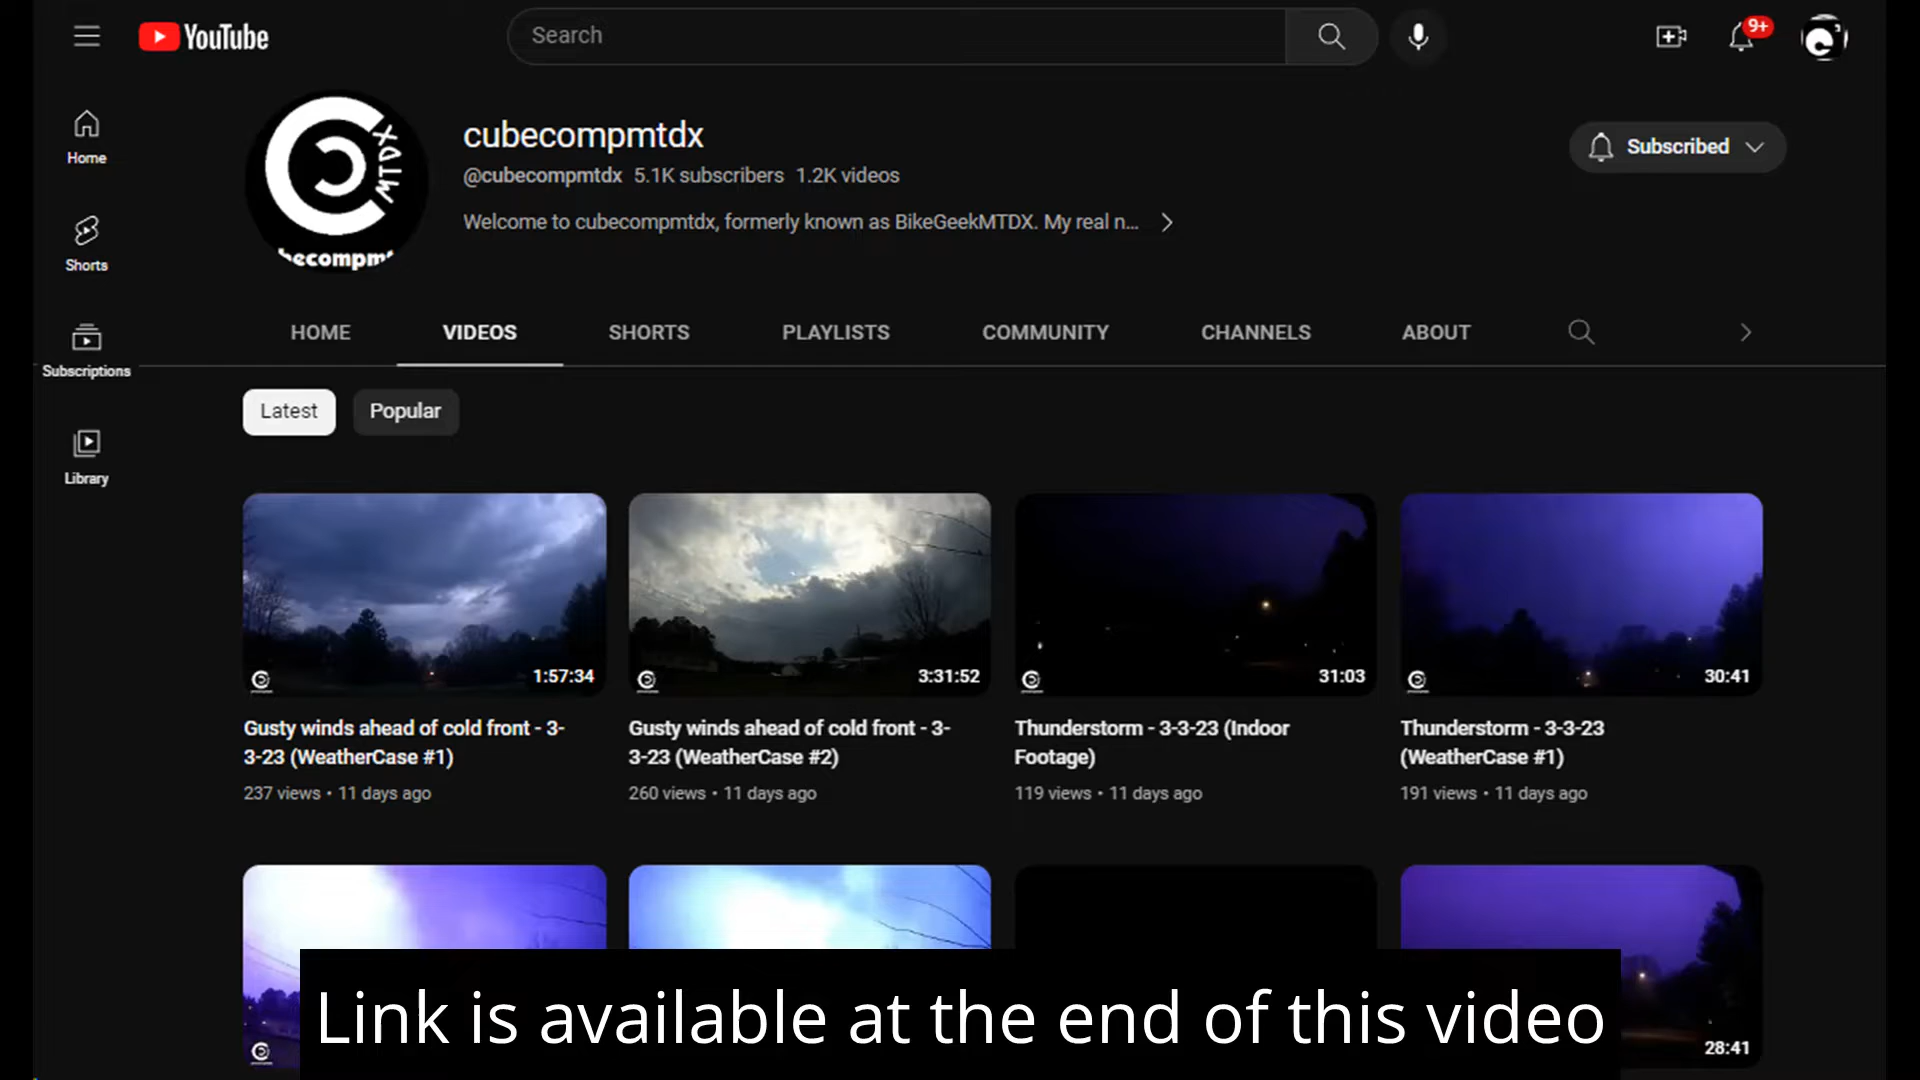 YouTube
Search
9+
Home
Shorts
Subscriptions
Library
MTDX
becompm
cubecompmtdx
@cubecompmtdx 5.1K subscribers 1.2K videos
Welcome to cubecompmtdx, formerly known as BikeGeekMTDX. My real n...
Subscribed
HOME VIDEOS SHORTS PLAYLISTS COMMUNITY CHANNELS ABOUT
Latest Popular
1:57:34
3:31:52
31:03
30:41
Gusty winds ahead of cold front - 3-
3-23 (WeatherCase #1)
237 views • 11 days ago
Gusty winds ahead of cold front - 3-
3-23 (WeatherCase #2)
260 views • 11 days ago
Thunderstorm - 3-3-23 (Indoor
Footage)
119 views • 11 days ago
Thunderstorm - 3-3-23
(WeatherCase #1)
191 views • 11 days ago
28:41
Link is available at the end of this video